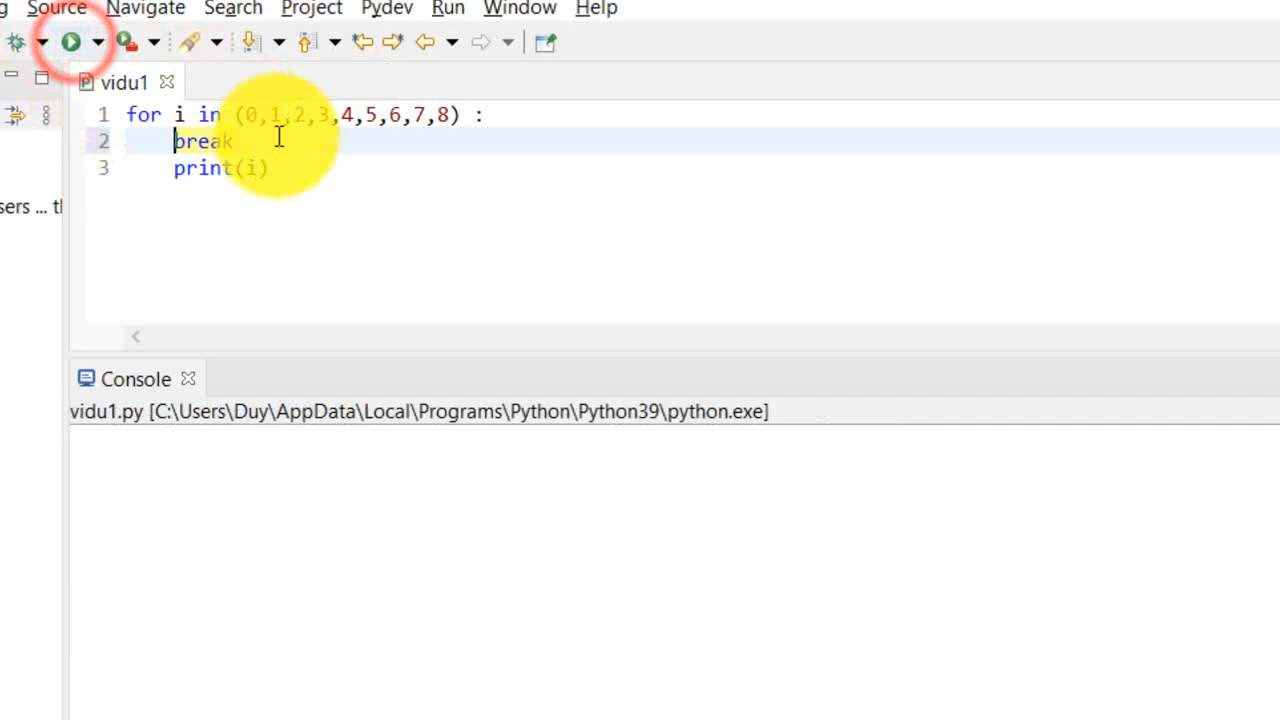 g Source Navigate Search Project Pydev Run Window Help
vidu1
1 for i in (0,1,2,3,4,5,6,7,8) :
2 break
3 print(i)
sers ... tl
Console
vidu1.py [C:\Users\Duy\AppData\Local\Programs\Python\Python39\python.exe]